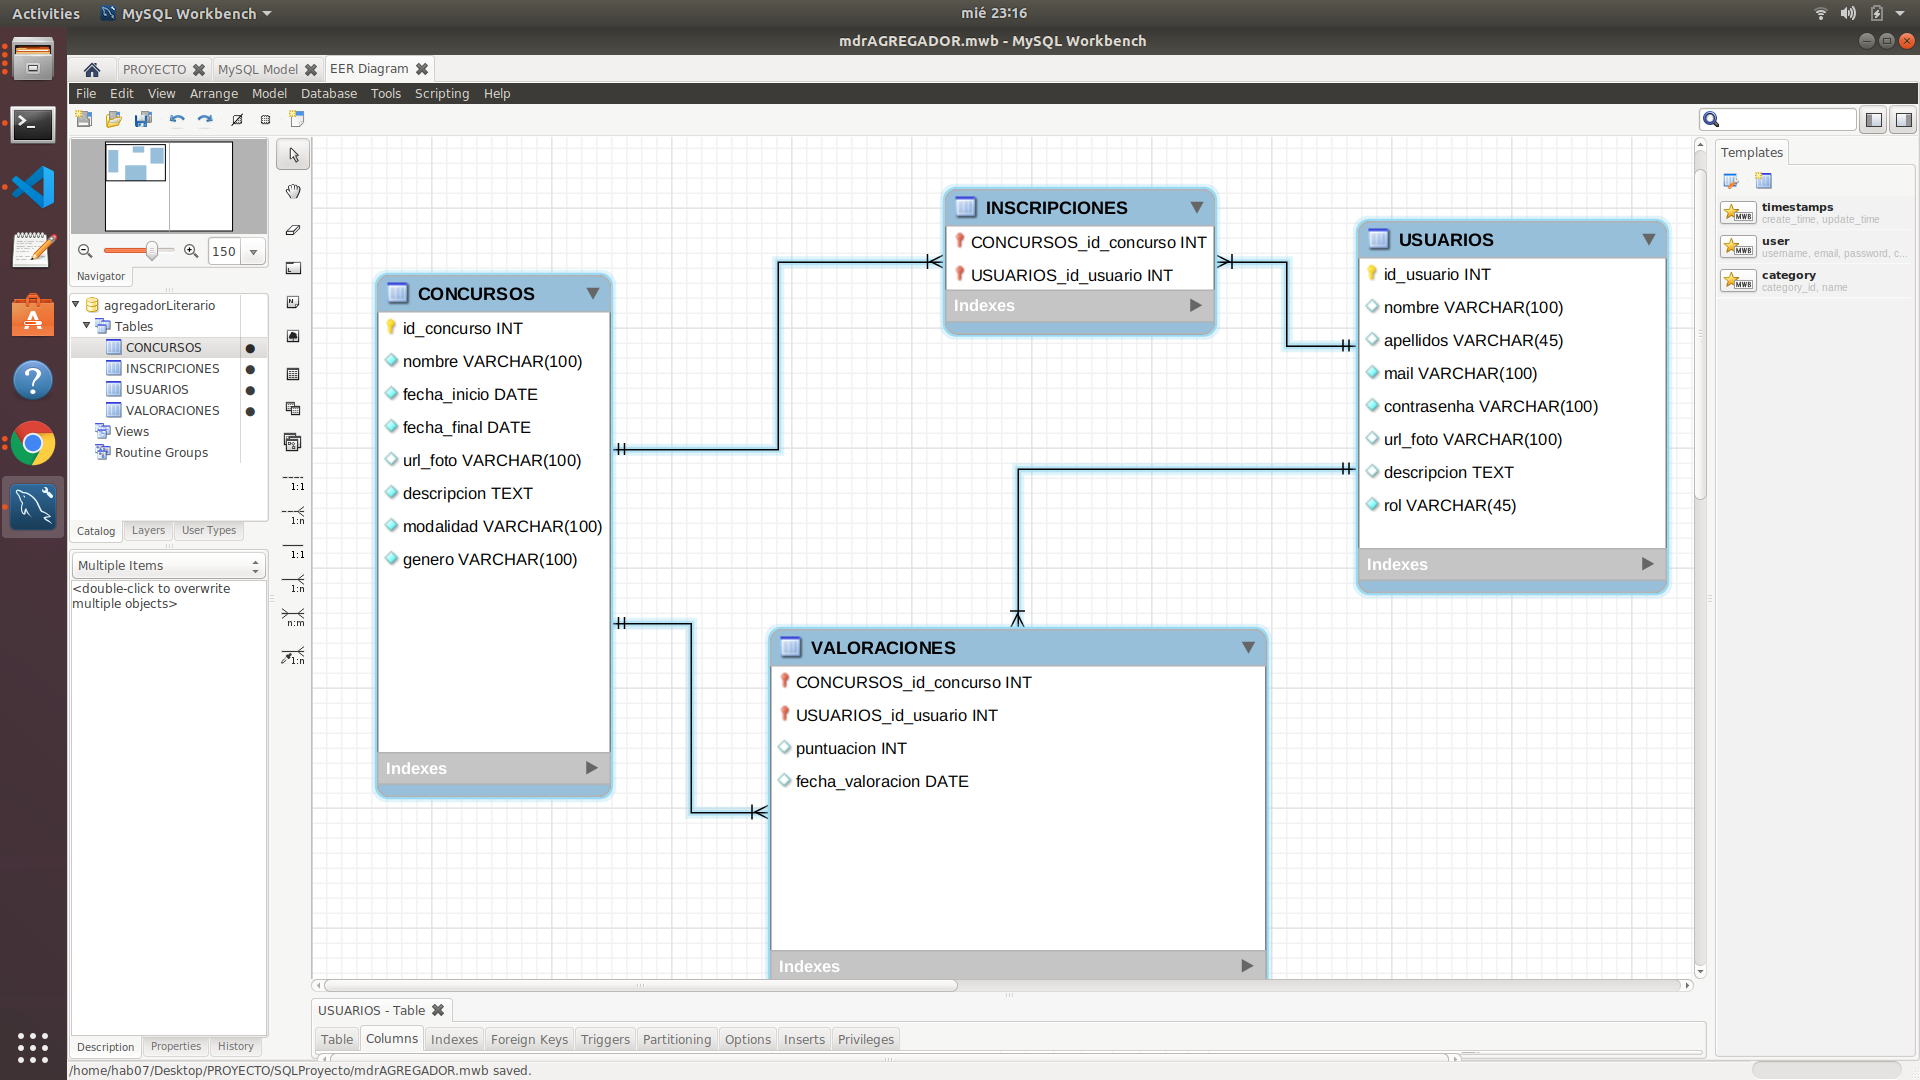 Activities
MySQL Workbench
mié 23:16
mdrAGREGADOR.mwb - MySQL Workbench
PROYECTO
MySQL Model
EER Diagram
File Edit View Arrange Model Database Tools Scripting Help
150
Navigator
agregadorLiterario
Tables
CONCURSOS
INSCRIPCIONES
USUARIOS
VALORACIONES
Views
Routine Groups
Catalog Layers User Types
Multiple Items
<double-click to overwrite
multiple objects>
Description Properties History
1:1
1:n
1:1
1:n
n:m
1:n
CONCURSOS
id_concurso INT
nombre VARCHAR(100)
fecha_inicio DATE
fecha_final DATE
url_foto VARCHAR(100)
descripcion TEXT
modalidad VARCHAR(100)
genero VARCHAR(100)
Indexes
INSCRIPCIONES
CONCURSOS_id_concurso INT
USUARIOS_id_usuario INT
Indexes
USUARIOS
id_usuario INT
nombre VARCHAR(100)
apellidos VARCHAR(45)
mail VARCHAR(100)
contrasenha VARCHAR(100)
url_foto VARCHAR(100)
descripcion TEXT
rol VARCHAR(45)
Indexes
VALORACIONES
CONCURSOS_id_concurso INT
USUARIOS_id_usuario INT
puntuacion INT
fecha_valoracion DATE
Indexes
Templates
timestamps
create_time, update_time
user
username, email, password, c...
category
category_id, name
USUARIOS - Table
Table Columns Indexes Foreign Keys Triggers Partitioning Options Inserts Privileges
/home/hab07/Desktop/PROYECTO/SQLProyecto/mdrAGREGADOR.mwb saved.